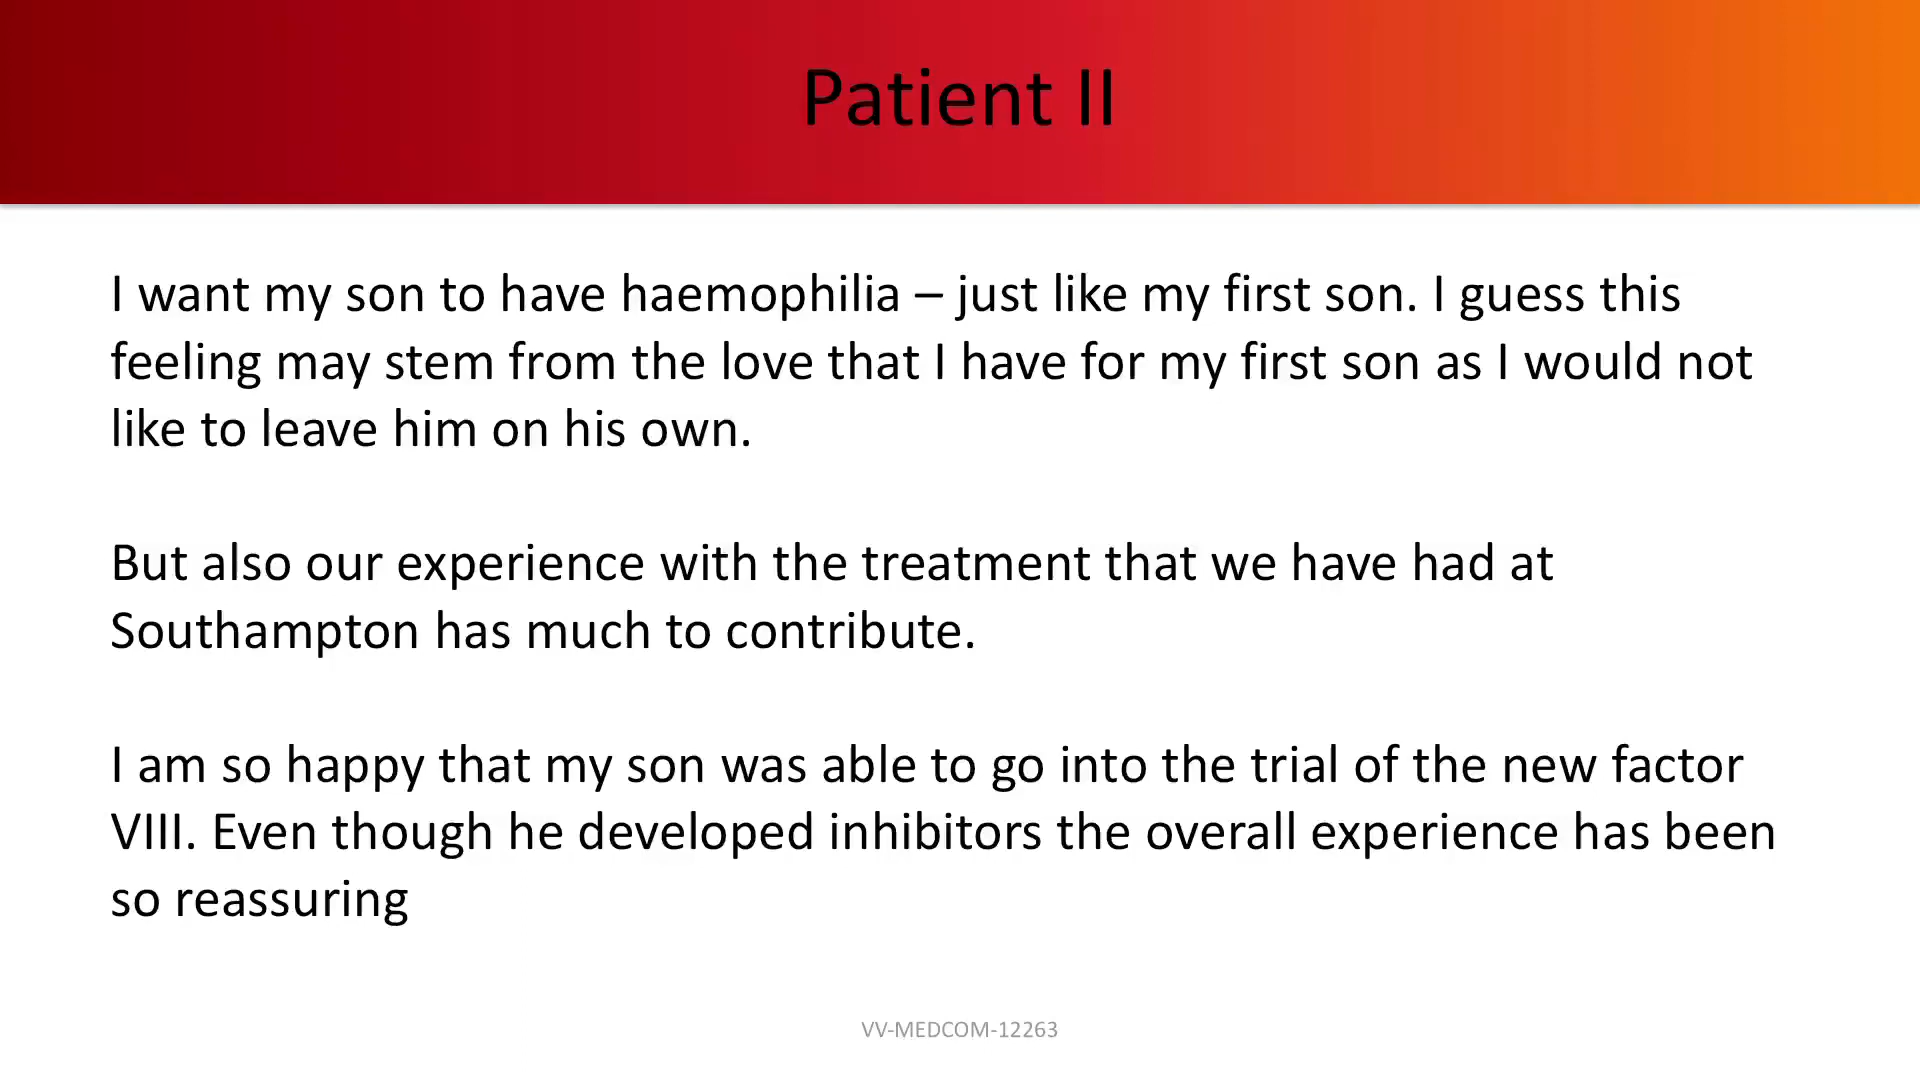 Patient II
I want my son to have haemophilia – just like my first son. I guess this
feeling may stem from the love that I have for my first son as I would not
like to leave him on his own.
But also our experience with the treatment that we have had at
Southampton has much to contribute.
I am so happy that my son was able to go into the trial of the new factor
VIII. Even though he developed inhibitors the overall experience has been
so reassuring
VV-MEDCOM-12263